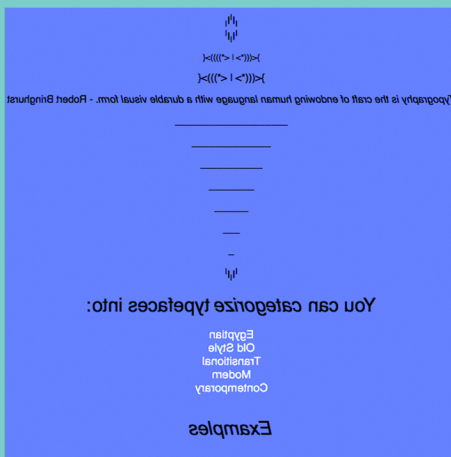 Typography is the craft of endowing human language with a durable visual form. - Robert Bringhurst
You can categorize typefaces into:
Egyptian
Old Style
Transitional
Modern
Contemporary
Examples